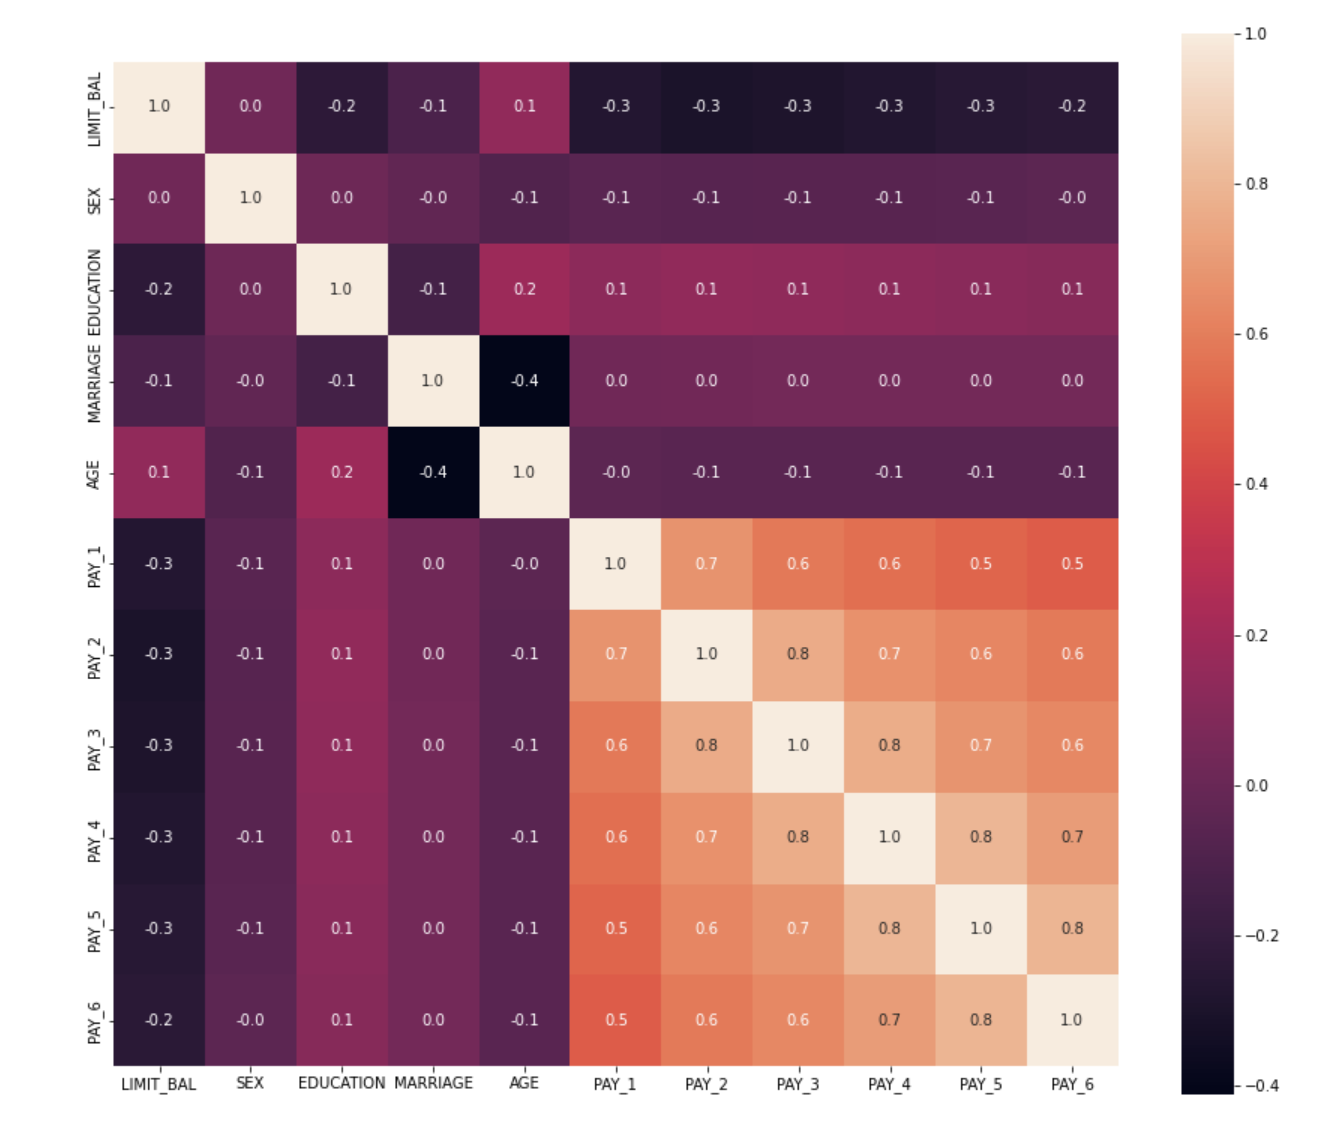 LIMIT_BAL 1.0 0.0 -0.2 -0.1 0.1 -0.3 -0.3 -0.3 -0.3 -0.3 -0.2
SEX 0.0 1.0 0.0 -0.0 -0.1 -0.1 -0.1 -0.1 -0.1 -0.1 -0.0
EDUCATION -0.2 0.0 1.0 -0.1 0.2 0.1 0.1 0.1 0.1 0.1 0.1
MARRIAGE -0.1 -0.0 -0.1 1.0 -0.4 0.0 0.0 0.0 0.0 0.0 0.0
AGE 0.1 -0.1 0.2 -0.4 1.0 -0.0 -0.1 -0.1 -0.1 -0.1 -0.1
PAY_1 -0.3 -0.1 0.1 0.0 -0.0 1.0 0.7 0.6 0.6 0.5 0.5
PAY_2 -0.3 -0.1 0.1 0.0 -0.1 0.7 1.0 0.8 0.7 0.6 0.6
PAY_3 -0.3 -0.1 0.1 0.0 -0.1 0.6 0.8 1.0 0.8 0.7 0.6
PAY_4 -0.3 -0.1 0.1 0.0 -0.1 0.6 0.7 0.8 1.0 0.8 0.7
PAY_5 -0.3 -0.1 0.1 0.0 -0.1 0.5 0.6 0.7 0.8 1.0 0.8
PAY_6 -0.2 -0.0 0.1 0.0 -0.1 0.5 0.6 0.6 0.7 0.8 1.0
LIMIT_BAL SEX EDUCATION MARRIAGE AGE PAY_1 PAY_2 PAY_3 PAY_4 PAY_5 PAY_6
1.0
0.8
0.6
0.4
0.2
0.0
−0.2
−0.4